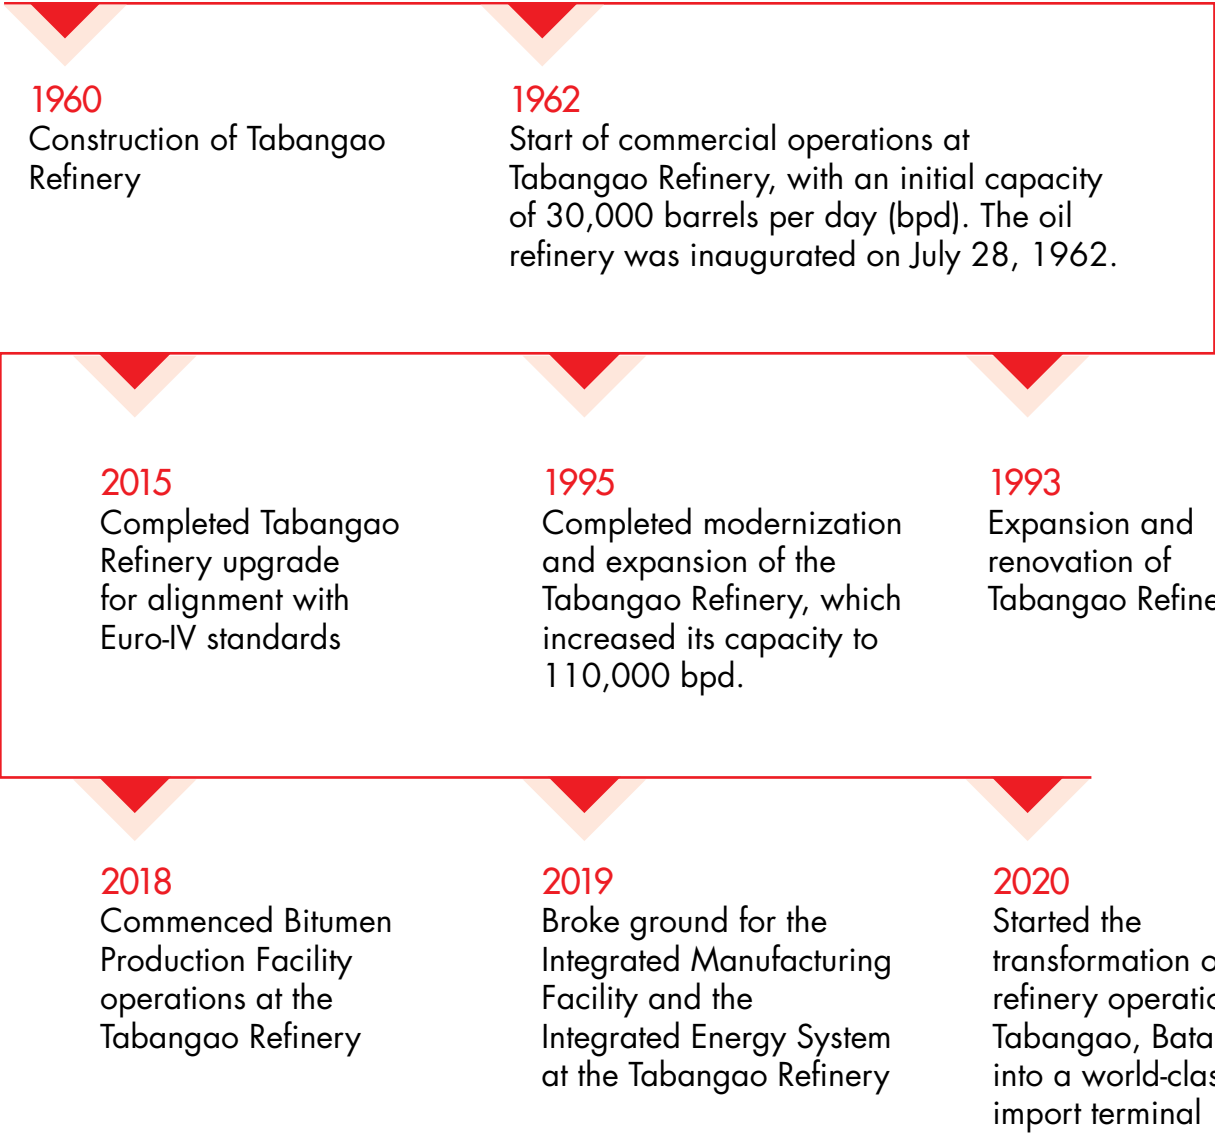 1960
Construction of Tabangao
Refinery
1962
Start of commercial operations at
Tabangao Refinery, with an initial capacity
of 30,000 barrels per day (bpd). The oil
refinery was inaugurated on July 28, 1962.
2015
Completed Tabangao
Refinery upgrade
for alignment with
Euro-IV standards
1995
Completed modernization
and expansion of the
Tabangao Refinery, which
increased its capacity to
110,000 bpd.
1993
Expansion and
renovation of
Tabangao
2018
Commenced Bitumen
Production Facility
operations at the
Tabangao Refinery
2019
Broke ground for the
Integrated Manufacturing
Facility and the
Integrated Energy System
at the Tabangao Refinery
2020
Started the
transformation
refinery
Tabangao,
into a
import terminal